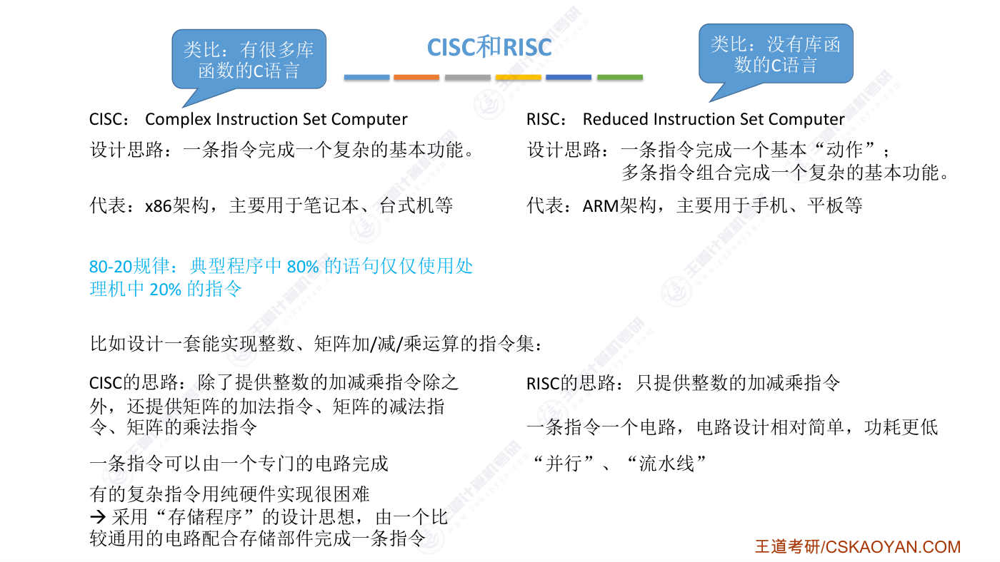 类比：有很多库
函数的C语言
CISC和RISC
类比：没有库函
数的C语言
CISC： Complex Instruction Set Computer
设计思路：一条指令完成一个复杂的基本功能。
代表：x86架构，主要用于笔记本、台式机等
RISC： Reduced Instruction Set Computer
设计思路：一条指令完成一个基本“动作”；
多条指令组合完成一个复杂的基本功能。
代表：ARM架构，主要用于手机、平板等
80-20规律：典型程序中 80% 的语句仅仅使用处
理机中 20% 的指令
比如设计一套能实现整数、矩阵加/减/乘运算的指令集：
CISC的思路：除了提供整数的加减乘指令除之
外，还提供矩阵的加法指令、矩阵的减法指
令、矩阵的乘法指令
一条指令可以由一个专门的电路完成
有的复杂指令用纯硬件实现很困难
→ 采用“存储程序”的设计思想，由一个比
较通用的电路配合存储部件完成一条指令
RISC的思路：只提供整数的加减乘指令
一条指令一个电路，电路设计相对简单，功耗更低
“并行”、“流水线”
王道考研/CSKAOYAN.COM